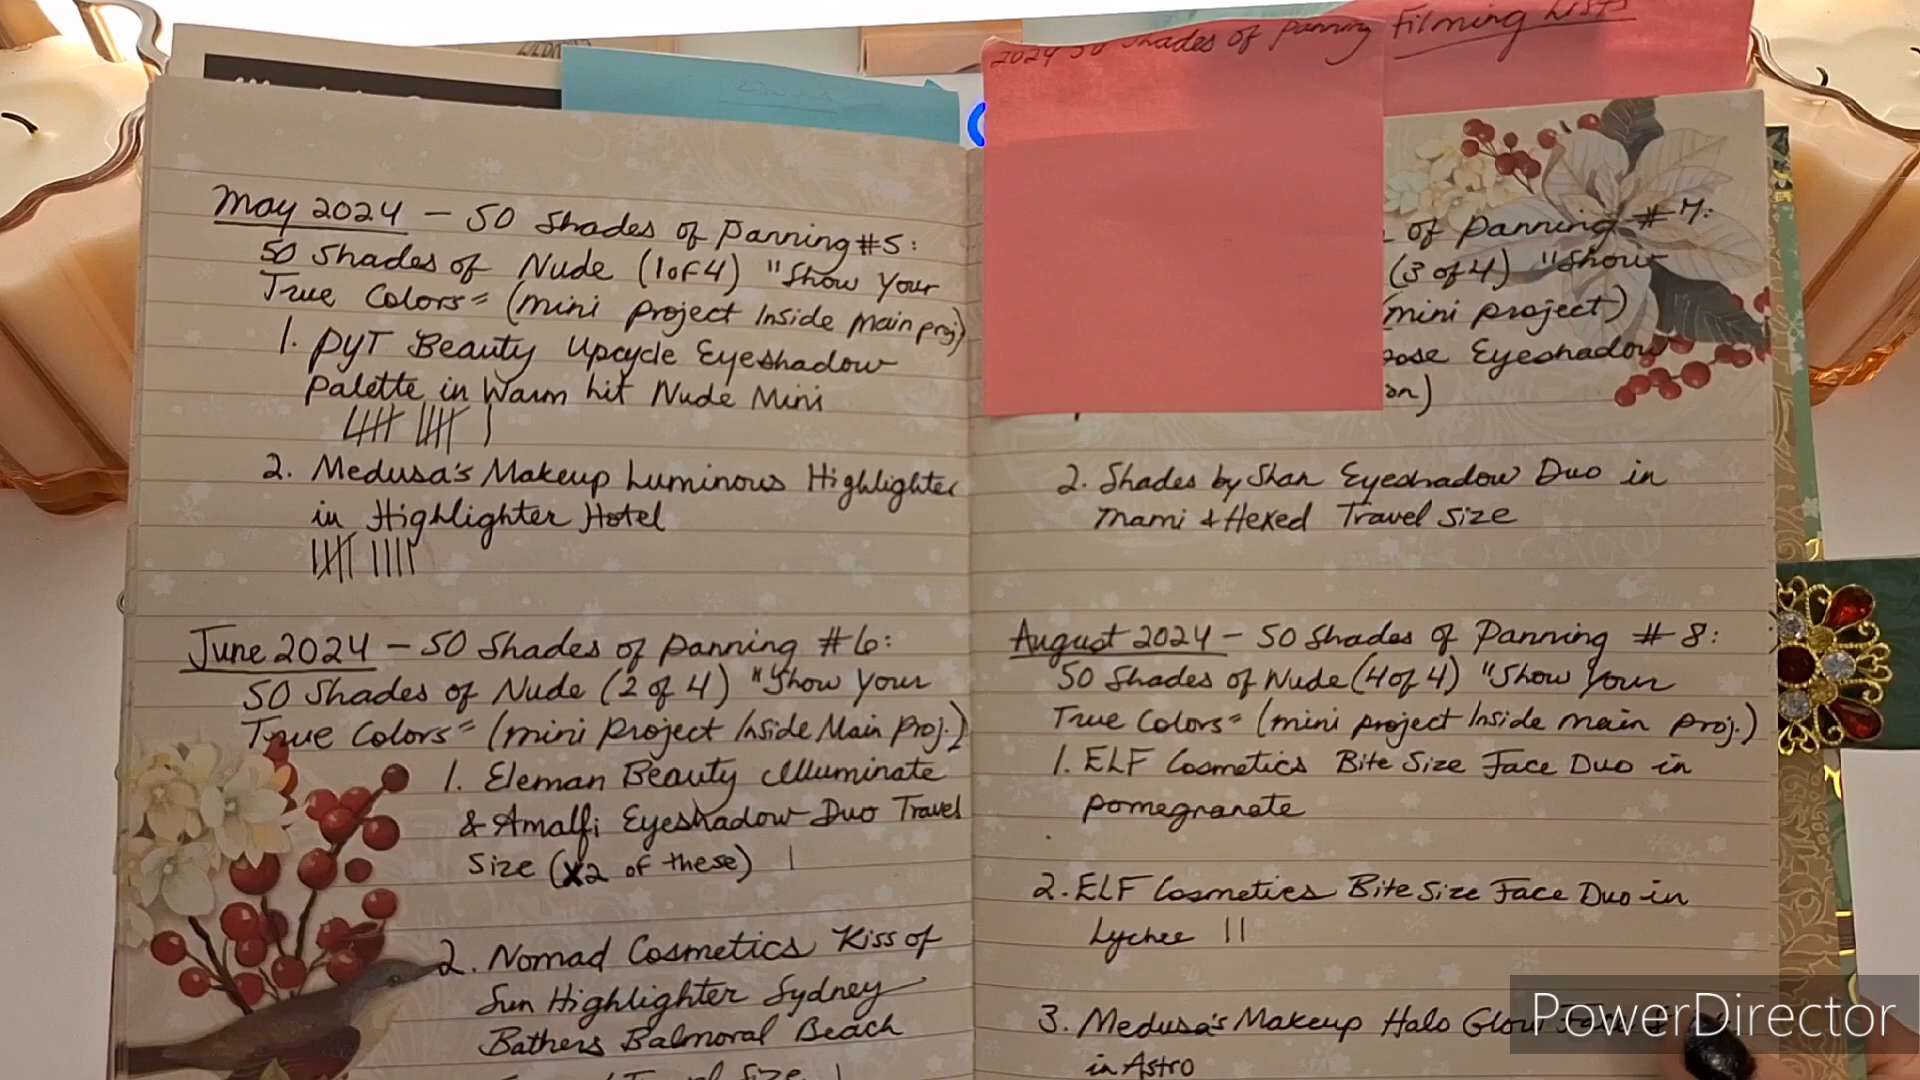 2024 50 Shades of Panning Filming Lists
May 2024 - 50 Shades of Panning #5:
50 Shades of Nude (1 of 4) "Show Your
True Colors" (mini Project Inside Main proj)
1. PYT Beauty Upcycle Eyeshadow
Palette in Warm Lit Nude Mini
2. Medusa's Makeup Luminous Highlighter
in Highlighter Hotel
June 2024 - 50 Shades of Panning #6:
50 Shades of Nude (2 of 4) "Show Your
True Colors" (mini Project Inside Main Proj.)
1. Eleman Beauty Illuminate
& Amalfi Eyeshadow Duo Travel
Size (x2 of these) |
2. Nomad Cosmetics Kiss of
Sun Highlighter Sydney
Bathers Balmoral Beach
Travel Size |
of Panning #7:
(3 of 4) "Show
mini project)
Eyeshadow
2. Shades by Shan Eyeshadow Duo in
Mami & Hexed Travel Size
August 2024 - 50 Shades of Panning #8:
50 Shades of Nude (4 of 4) "Show Your
True Colors" (mini project Inside main proj.)
1. ELF Cosmetics Bite Size Face Duo in
pomegranate
2. ELF Cosmetics Bite Size Face Duo in
Lychee ||
3. Medusa's Makeup Halo Glow
in Astro
PowerDirector